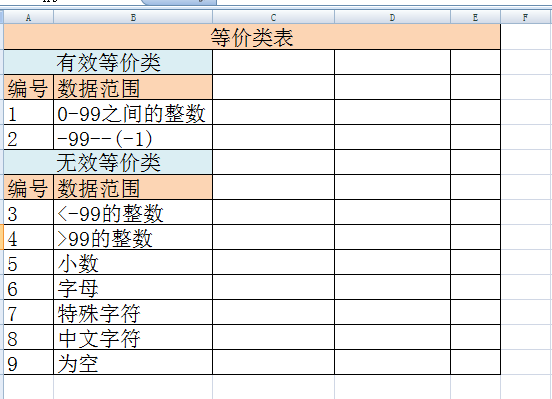 A B C D E F
等价类表
有效等价类
编号 数据范围
1 0-99之间的整数
2 -99--(-1)
无效等价类
编号 数据范围
3 <-99的整数
4 >99的整数
5 小数
6 字母
7 特殊字符
8 中文字符
9 为空